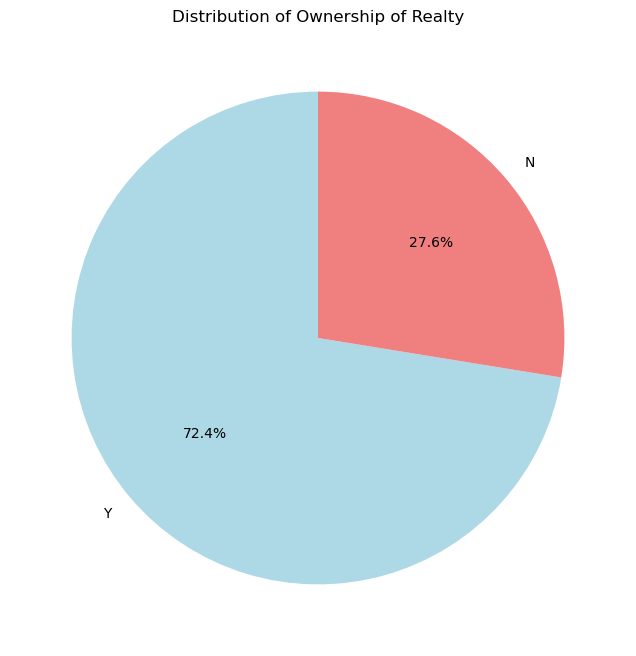 Distribution of Ownership of Realty
N
27.6%
72.4%
Y